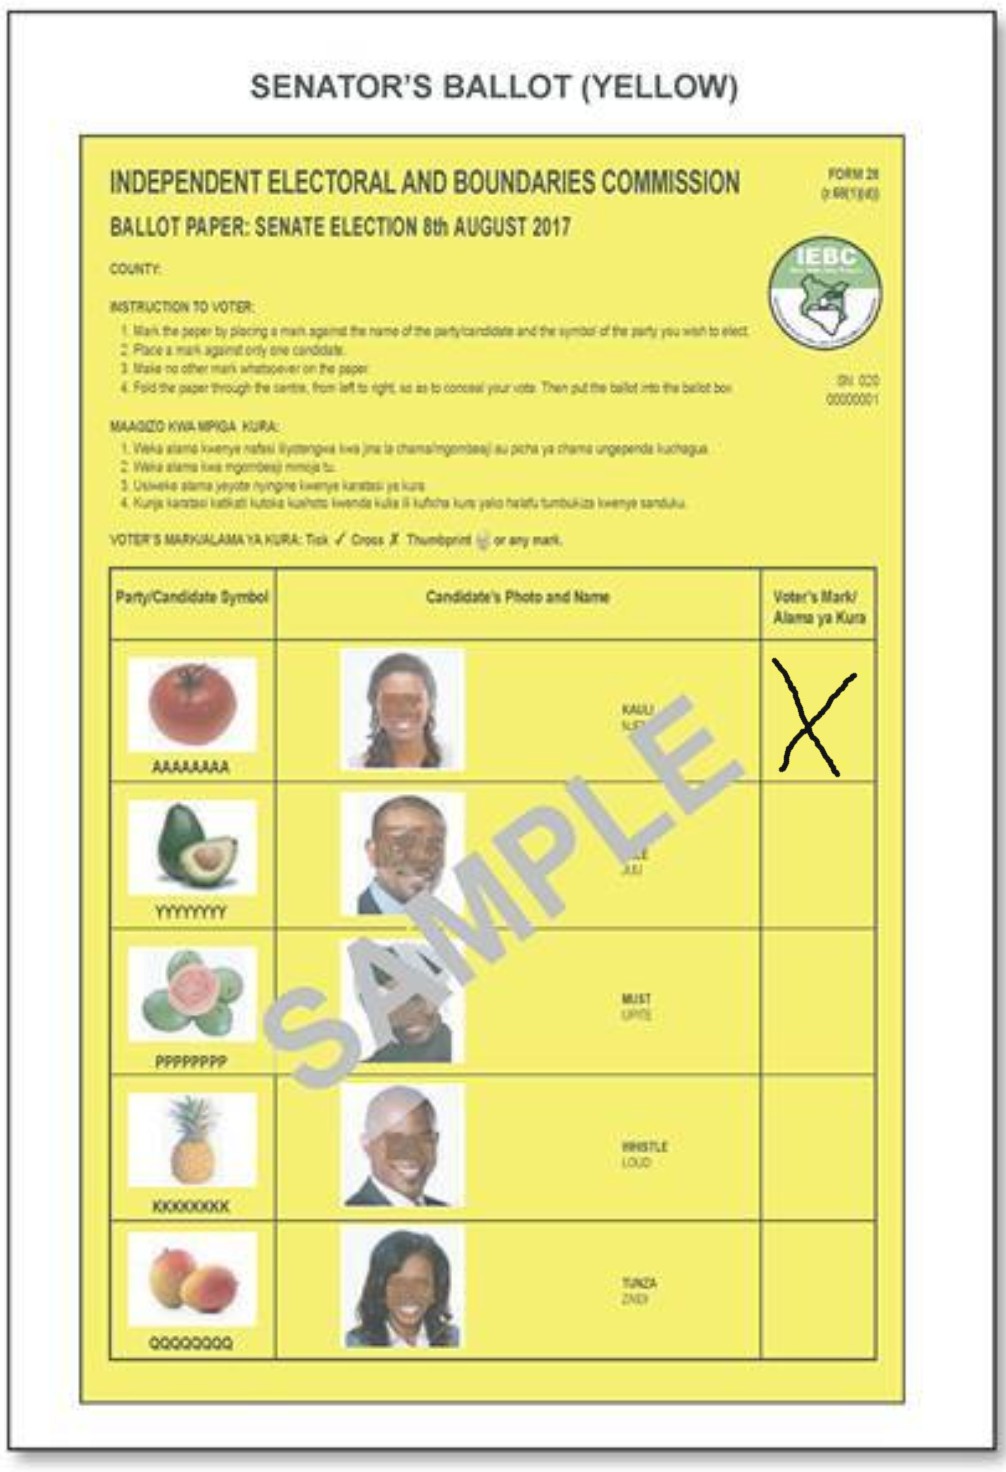 SENATOR'S BALLOT (YELLOW)
INDEPENDENT ELECTORAL AND BOUNDARIES COMMISSION
BALLOT PAPER: SENATE ELECTION 8th AUGUST 2017
FORM 28
COUNTY:
IEBC
INSTRUCTION TO VOTER:
1. Mark the paper by placing a mark against the name of the party/candidate and the symbol of the party you wish to elect.
2. Place a mark against only one candidate.
3. Make no other mark whatsoever on the paper.
4. Fold the paper through the centre, from left to right, so as to conceal your vote. Then put the ballot into the ballot box
SN 020
00000001
MAAGIZO KWA MPIGA KURA:
1. Weka alama kwenye nafasi iliyotengwa kwa jina la chama/mgombeaji au picha ya chama ungependa kuchagua.
2. Weka alama kwa mgombeaji mmoja tu.
3. Usiweke alama yeyote nyingine kwenye karatasi ya kura
4. Kunja karatasi katikati kutoka kushoto kwenda kulia ili kuficha kura yako halafu tumbukiza kwenye sanduku.
VOTER'S MARK/ALAMA YA KURA: Tick ✓ Cross ✗ Thumbprint or any mark.
Party/Candidate Symbol
Candidate's Photo and Name
Voter's Mark/
Alama ya Kura
KAULI
X
AAAAAAAA
JULI
YYYYYYYY
SAMPLE
MUST
UPITE
PPPPPPPP
WHISTLE
LOUD
KKKKKKKK
TUNZA
ZAIDI
QQQQQQQQ